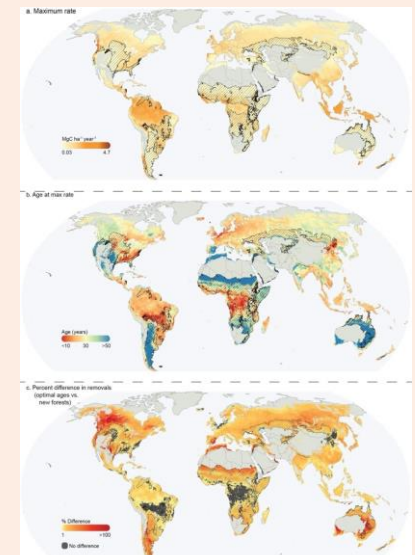 a. Maximum rate
MgC ha⁻¹ year⁻¹
0.03 4.7
b. Age at max rate
Age (years)
<10 30 >50
c. Percent difference in removals
(optimal ages vs.
new forests)
% Difference
1 >100
No difference